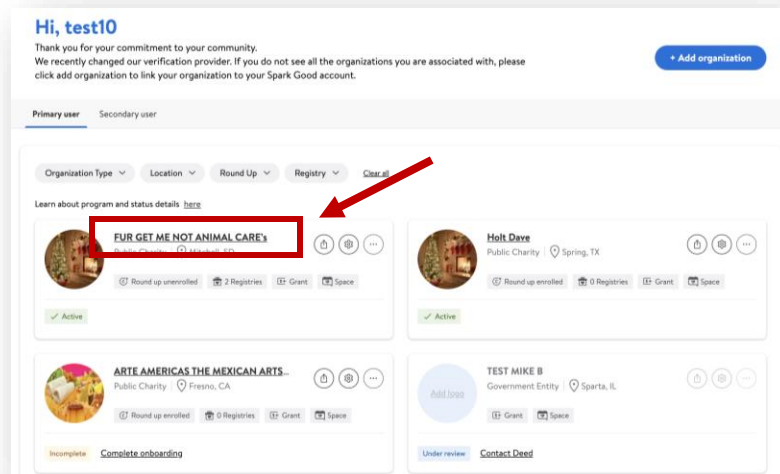 Hi, test10
Thank you for your commitment to your community.
We recently changed our verification provider. If you do not see all the organizations you are associated with, please
click add organization to link your organization to your Spark Good account.
+ Add organization
Primary user Secondary user
Organization Type Location Round Up Registry Clear all
Learn about program and status details here
FUR GET ME NOT ANIMAL CARE's
Public Charity Mitchell, SD
Round up unenrolled 2 Registries Grant Space
Active
Holt Dave
Public Charity Spring, TX
Round up enrolled 0 Registries Grant Space
Active
ARTE AMERICAS THE MEXICAN ARTS...
Public Charity Fresno, CA
Round up enrolled 0 Registries Grant Space
Incomplete Complete onboarding
Add logo
TEST MIKE B
Government Entity Sparta, IL
Grant Space
Under review Contact Deed